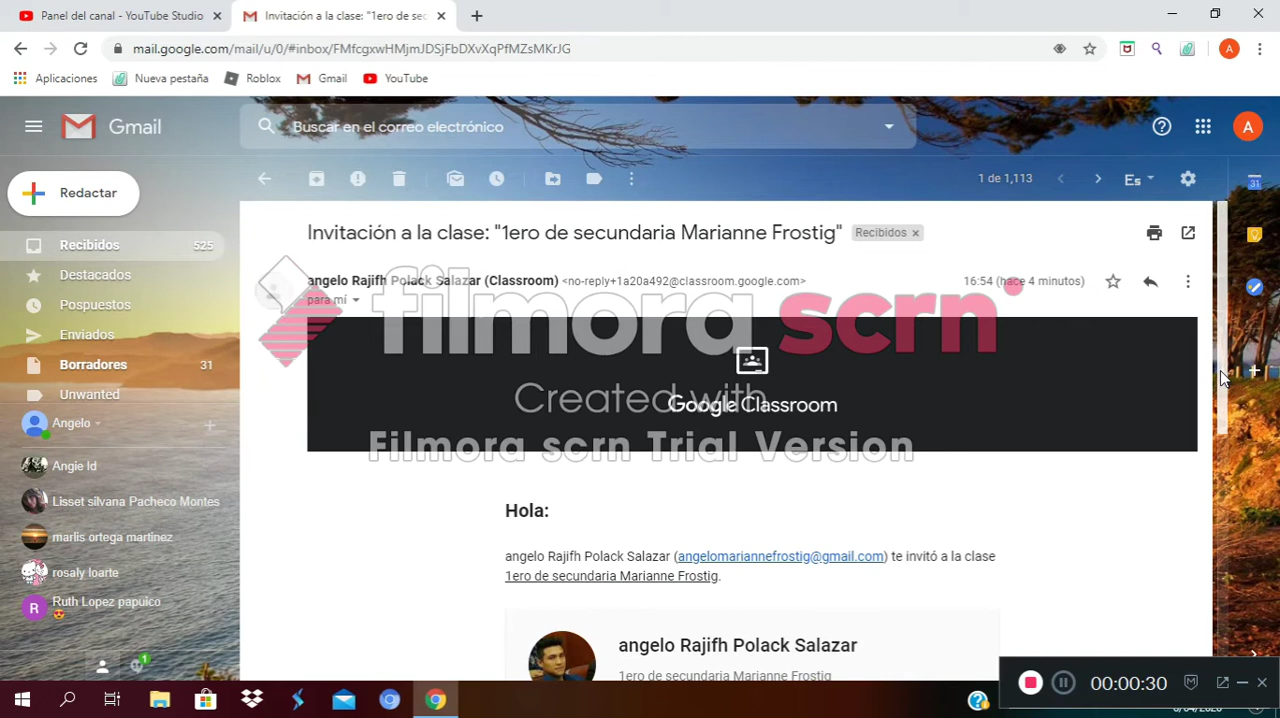 Panel del canal - YouTube Studio
Invitación a la clase: "1ero de sec
mail.google.com/mail/u/0/#inbox/FMfcgxwHMjmJDSjFbDXvXqPfMZsMKrJG
A
Aplicaciones
Nueva pestaña
Roblox
Gmail
YouTube
Gmail
Buscar en el correo electrónico
A
Redactar
1 de 1,113
Es
31
Recibidos 525
Destacados
Pospuestos
Enviados
Borradores 31
Unwanted
Angelo
Angie Id
Lisset silvana Pacheco Montes
marlis ortega martinez
rosaly loarte
R
Ruth Lopez papuico
1
Invitación a la clase: "1ero de secundaria Marianne Frostig"
Recibidos
angelo Rajifh Polack Salazar (Classroom) <no-reply+1a20a492@classroom.google.com>
16:54 (hace 4 minutos)
para mí
filmora scrn
Created with
Google Classroom
Filmora scrn Trial Version
Hola:
angelo Rajifh Polack Salazar (angelomariannefrostig@gmail.com) te invitó a la clase
1ero de secundaria Marianne Frostig.
angelo Rajifh Polack Salazar
1ero de secundaria Marianne Frostig
00:00:30